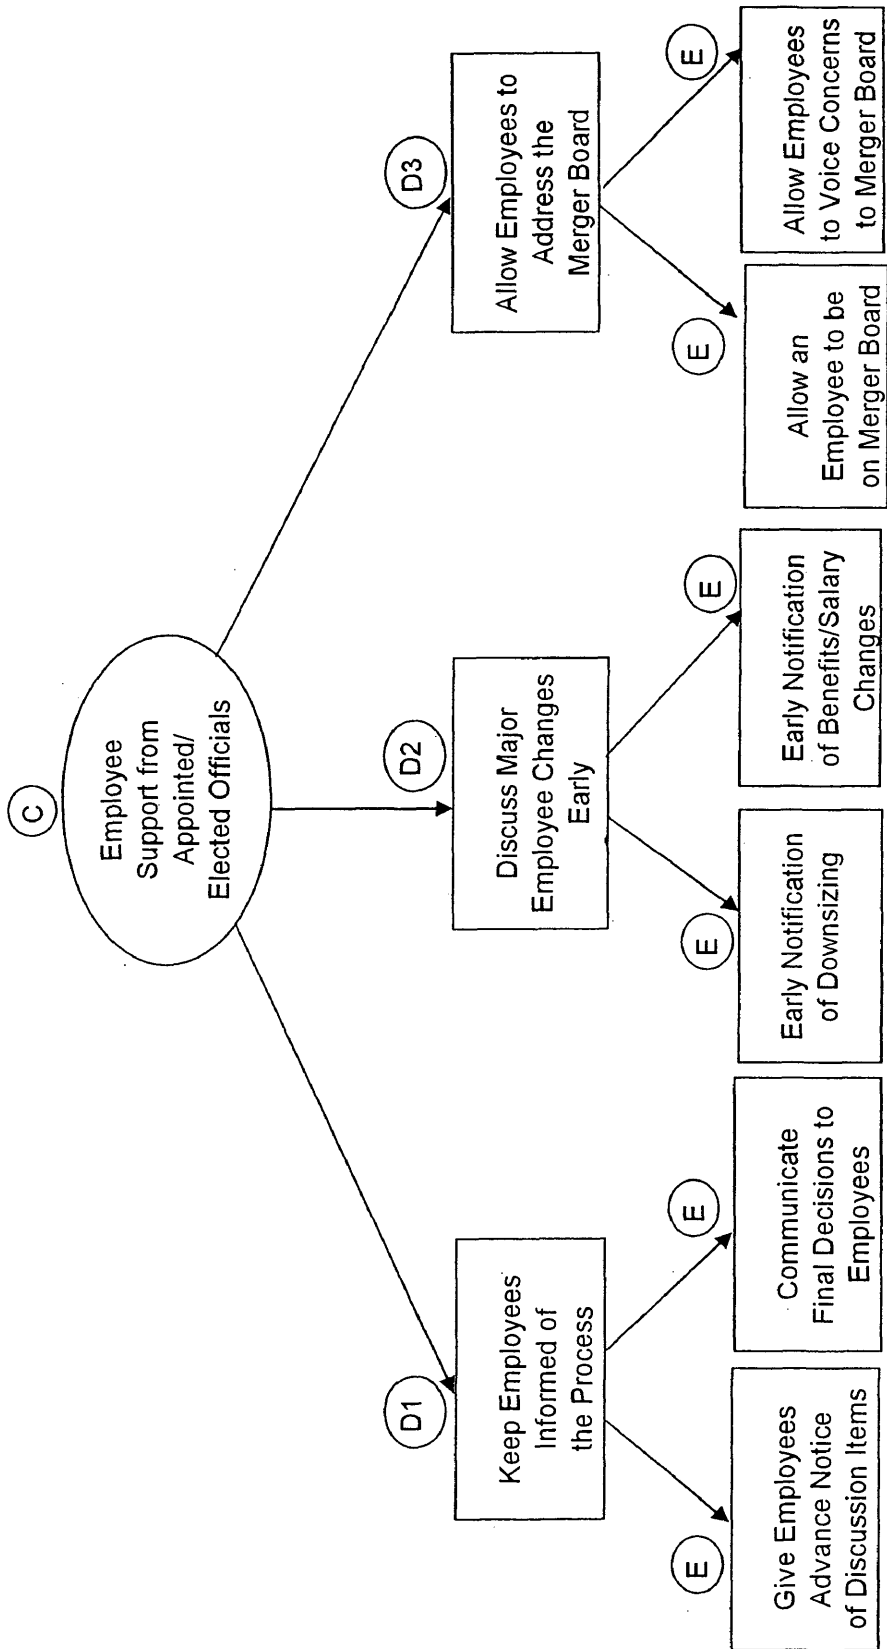 C
Employee
Support from
Appointed/
Elected Officials
D1
Keep Employees
Informed of
the Process
D2
Discuss Major
Employee Changes
Early
D3
Allow Employees to
Address the
Merger Board
E
Give Employees
Advance Notice
of Discussion Items
E
Communicate
Final Decisions to
Employees
E
Early Notification
of Downsizing
E
Early Notification
of Benefits/Salary
Changes
E
Allow an
Employee to be
on Merger Board
E
Allow Employees
to Voice Concerns
to Merger Board